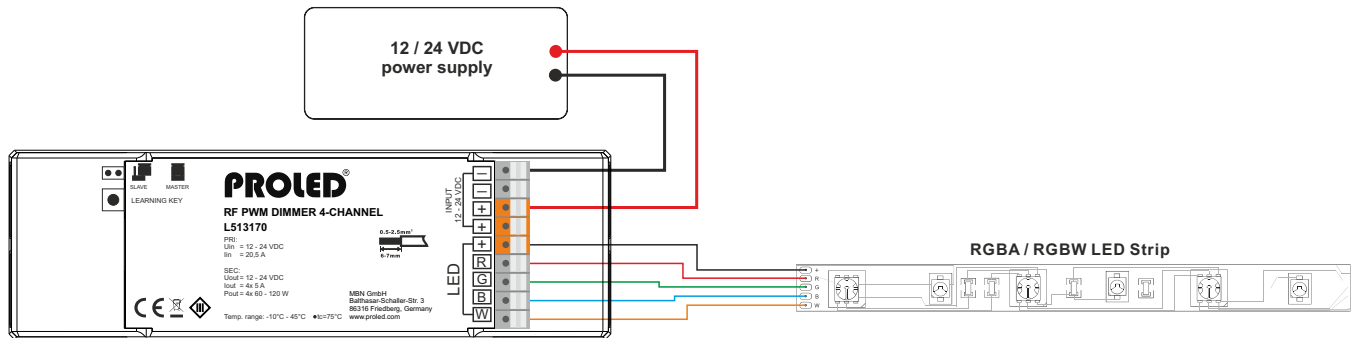 12 / 24 VDC
power supply
SLAVE MASTER
LEARNING KEY
PROLED®
RF PWM DIMMER 4-CHANNEL
L513170
PRI:
Uin = 12 - 24 VDC
Iin = 20,5 A
SEC:
Uout = 12 - 24 VDC
Iout = 4x 5 A
Pout = 4x 60 - 120 W
Temp. range: -10°C - 45°C •tc=75°C
0.5-2.5mm²
6-7mm
MBN GmbH
Balthasar-Schaller-Str. 3
86316 Friedberg, Germany
www.proled.com
INPUT
12 - 24 VDC
−
−
+
+
LED
+
R
G
B
W
RGBA / RGBW LED Strip
+
R
G
B
W